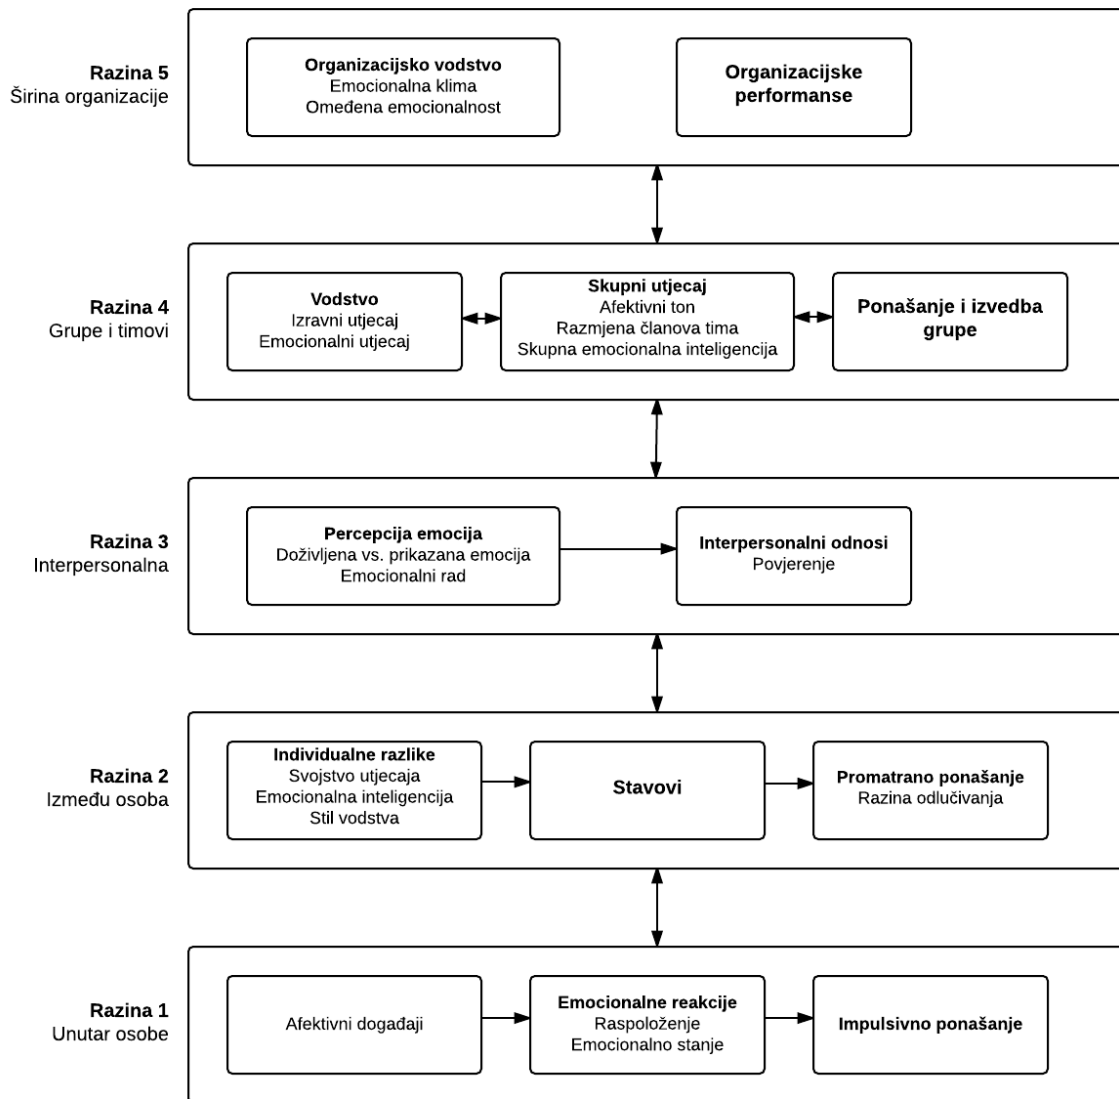 Razina 5
Širina organizacije
Organizacijsko vodstvo
Emocionalna klima
Omeđena emocionalnost
Organizacijske
performanse
Razina 4
Grupe i timovi
Vodstvo
Izravni utjecaj
Emocionalni utjecaj
Skupni utjecaj
Afektivni ton
Razmjena članova tima
Skupna emocionalna inteligencija
Ponašanje i izvedba
grupe
Razina 3
Interpersonalna
Percepcija emocija
Doživljena vs. prikazana emocija
Emocionalni rad
Interpersonalni odnosi
Povjerenje
Razina 2
Između osoba
Individualne razlike
Svojstvo utjecaja
Emocionalna inteligencija
Stil vodstva
Stavovi
Promatrano ponašanje
Razina odlučivanja
Razina 1
Unutar osobe
Afektivni događaji
Emocionalne reakcije
Raspoloženje
Emocionalno stanje
Impulsivno ponašanje